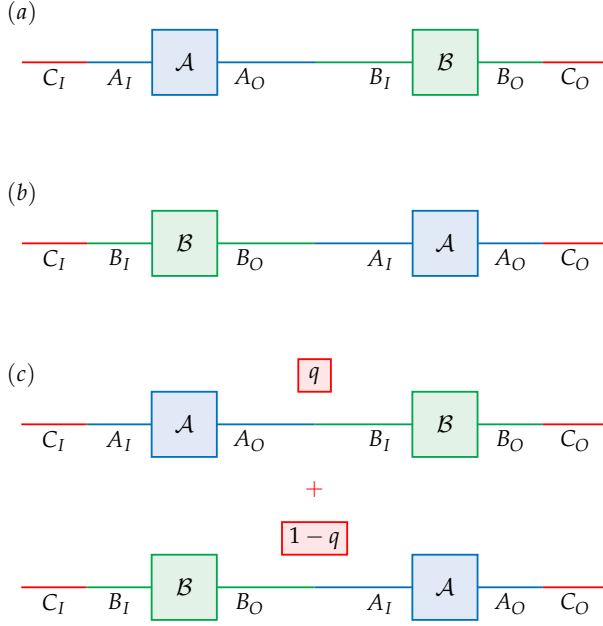 (a)
𝒜 ℬ
C_I A_I A_O B_I B_O C_O
(b)
ℬ 𝒜
C_I B_I B_O A_I A_O C_O
(c)
q
𝒜 ℬ
C_I A_I A_O B_I B_O C_O
+
1 − q
ℬ 𝒜
C_I B_I B_O A_I A_O C_O